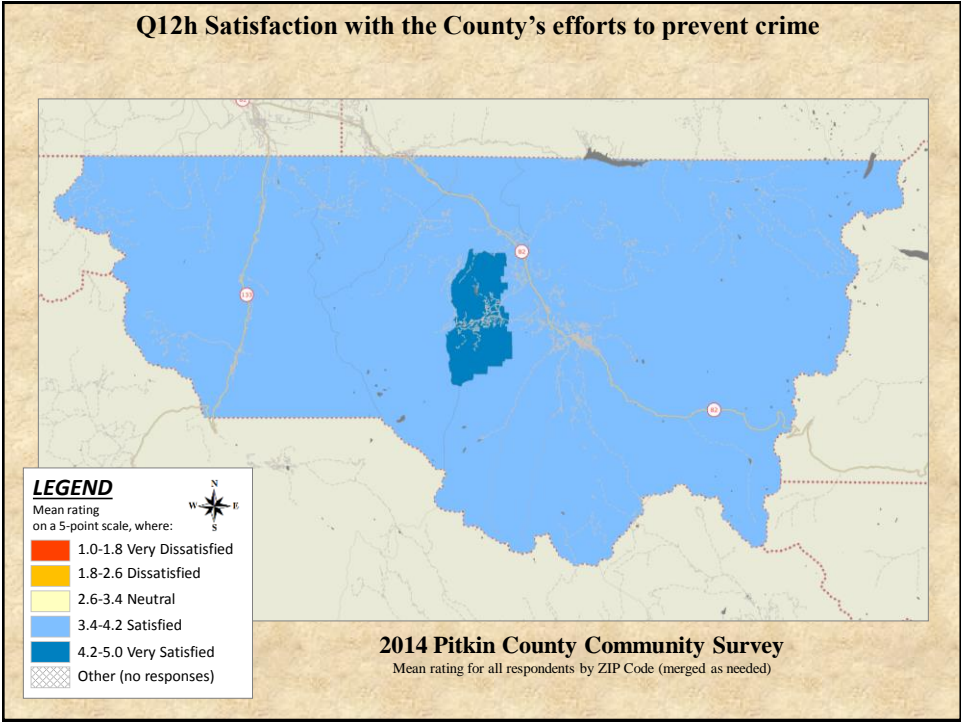 Q12h Satisfaction with the County's efforts to prevent crime
82
133
82
LEGEND
N
W E
S
Mean rating
on a 5-point scale, where:
1.0-1.8 Very Dissatisfied
1.8-2.6 Dissatisfied
2.6-3.4 Neutral
3.4-4.2 Satisfied
4.2-5.0 Very Satisfied
Other (no responses)
2014 Pitkin County Community Survey
Mean rating for all respondents by ZIP Code (merged as needed)